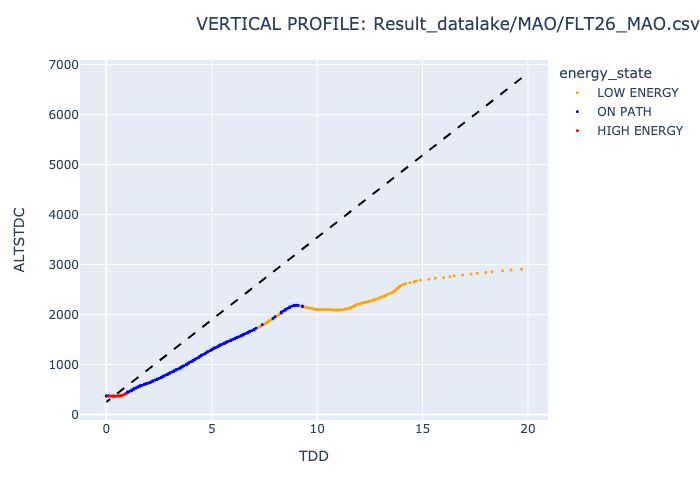 VERTICAL PROFILE: Result_datalake/MAO/FLT26_MAO.csv
energy_state
LOW ENERGY
ON PATH
HIGH ENERGY
ALTSTDC
7000
6000
5000
4000
3000
2000
1000
0
0 5 10 15 20
TDD